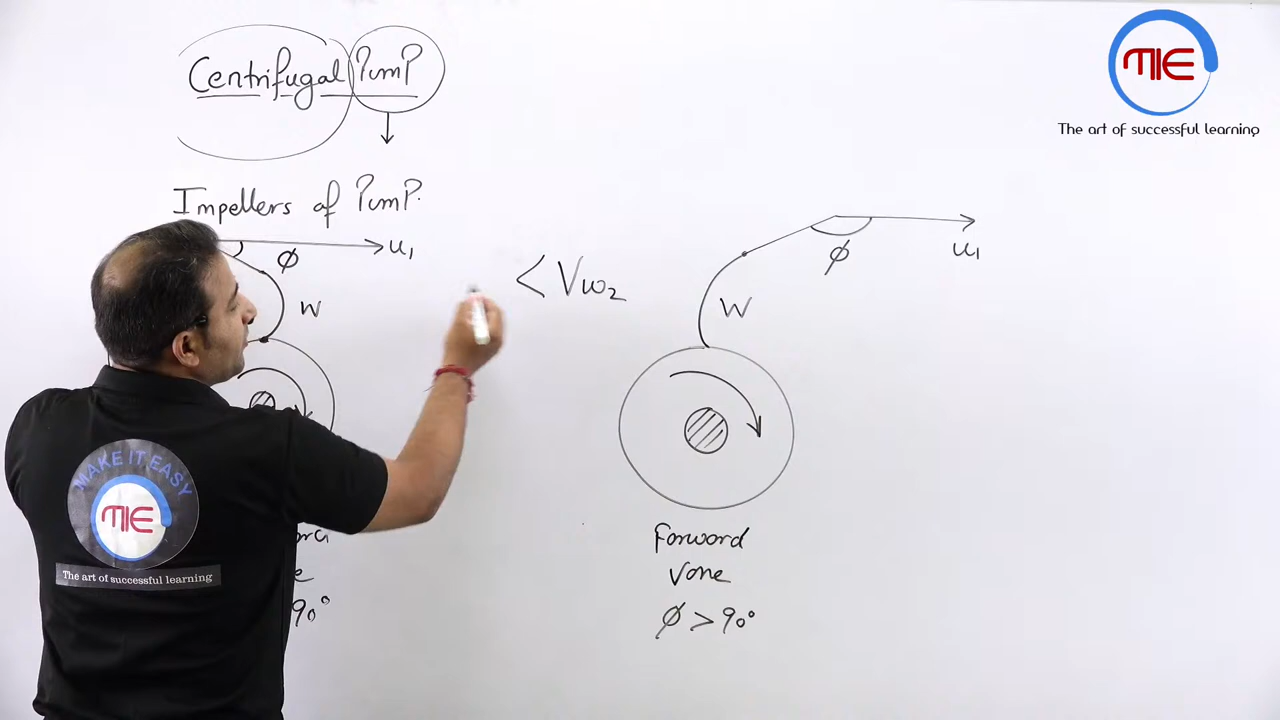 Centrifugal PumP
Impellers of PumP.
u1
ϕ
W
< Vw2
u1
ϕ
W
90°
Forward
Vane
ϕ > 90°
MIE
The art of successful learning
MAKE IT EASY
MIE
The art of successful learning